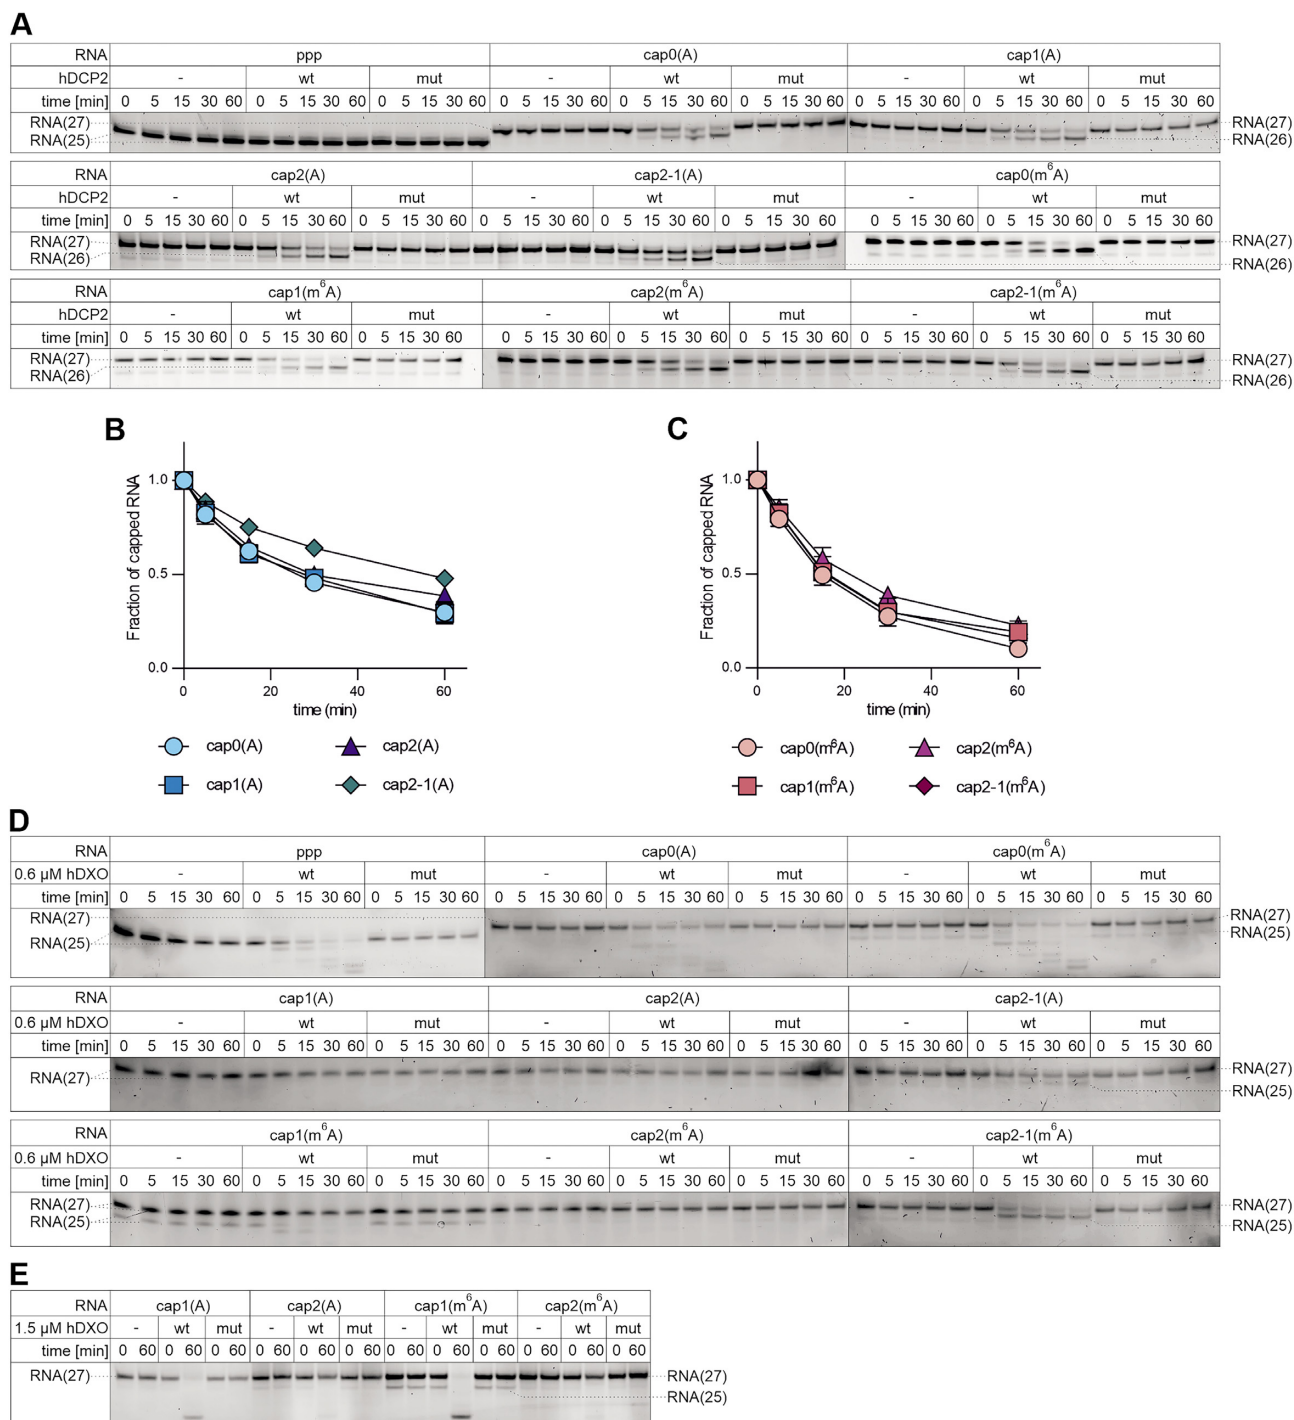 A
RNA ppp cap0(A) cap1(A)
hDCP2 - wt mut - wt mut - wt mut
time [min] 0 5 15 30 60 0 5 15 30 60 0 5 15 30 60 0 5 15 30 60 0 5 15 30 60 0 5 15 30 60 0 5 15 30 60 0 5 15 30 60 0 5 15 30 60
RNA(27) RNA(27)
RNA(25) RNA(26)
RNA cap2(A) cap2-1(A) cap0(m⁶A)
hDCP2 - wt mut - wt mut - wt mut
time [min] 0 5 15 30 60 0 5 15 30 60 0 5 15 30 60 0 5 15 30 60 0 5 15 30 60 0 5 15 30 60 0 5 15 30 60 0 5 15 30 60 0 5 15 30 60
RNA(27) RNA(27)
RNA(26) RNA(26)
RNA cap1(m⁶A) cap2(m⁶A) cap2-1(m⁶A)
hDCP2 - wt mut - wt mut - wt mut
time [min] 0 5 15 30 60 0 5 15 30 60 0 5 15 30 60 0 5 15 30 60 0 5 15 30 60 0 5 15 30 60 0 5 15 30 60 0 5 15 30 60 0 5 15 30 60
RNA(27) RNA(27)
RNA(26) RNA(26)
B
Fraction of capped RNA
1.0
0.5
0.0
0 20 40 60
time (min)
cap0(A) cap2(A)
cap1(A) cap2-1(A)
C
Fraction of capped RNA
1.0
0.5
0.0
0 20 40 60
time (min)
cap0(m⁶A) cap2(m⁶A)
cap1(m⁶A) cap2-1(m⁶A)
D
RNA ppp cap0(A) cap0(m⁶A)
0.6 µM hDXO - wt mut - wt mut - wt mut
time [min] 0 5 15 30 60 0 5 15 30 60 0 5 15 30 60 0 5 15 30 60 0 5 15 30 60 0 5 15 30 60 0 5 15 30 60 0 5 15 30 60 0 5 15 30 60
RNA(27) RNA(27)
RNA(25) RNA(25)
RNA cap1(A) cap2(A) cap2-1(A)
0.6 µM hDXO - wt mut - wt mut - wt mut
time [min] 0 5 15 30 60 0 5 15 30 60 0 5 15 30 60 0 5 15 30 60 0 5 15 30 60 0 5 15 30 60 0 5 15 30 60 0 5 15 30 60 0 5 15 30 60
RNA(27) RNA(27)
RNA(25)
RNA cap1(m⁶A) cap2(m⁶A) cap2-1(m⁶A)
0.6 µM hDXO - wt mut - wt mut - wt mut
time [min] 0 5 15 30 60 0 5 15 30 60 0 5 15 30 60 0 5 15 30 60 0 5 15 30 60 0 5 15 30 60 0 5 15 30 60 0 5 15 30 60 0 5 15 30 60
RNA(27) RNA(27)
RNA(25) RNA(25)
E
RNA cap1(A) cap2(A) cap1(m⁶A) cap2(m⁶A)
1.5 µM hDXO - wt mut - wt mut - wt mut - wt mut
time [min] 0 60 0 60 0 60 0 60 0 60 0 60 0 60 0 60 0 60 0 60 0 60 0 60
RNA(27) RNA(27)
RNA(25)